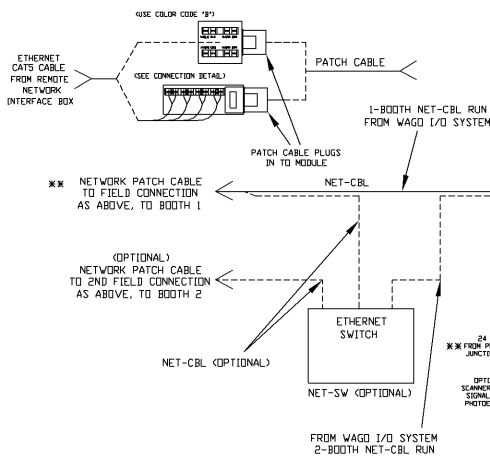 (USE COLOR CODE "B")
ETHERNET
CAT5 CABLE
FROM REMOTE
NETWORK
INTERFACE BOX
(SEE CONNECTION DETAIL)
PATCH CABLE
PATCH CABLE PLUGS
IN TO MODULE
1-BOOTH NET-CBL RUN
FROM WAGO I/O SYSTEM
** NETWORK PATCH CABLE
TO FIELD CONNECTION
AS ABOVE, TO BOOTH 1
NET-CBL
(OPTIONAL)
NETWORK PATCH CABLE
TO 2ND FIELD CONNECTION
AS ABOVE, TO BOOTH 2
ETHERNET
SWITCH
NET-CBL (OPTIONAL)
NET-SW (OPTIONAL)
24
** FROM P
JUNCTI
OPTI
SCANNER
SIGNAL
PHOTOE
FROM WAGO I/O SYSTEM
2-BOOTH NET-CBL RUN